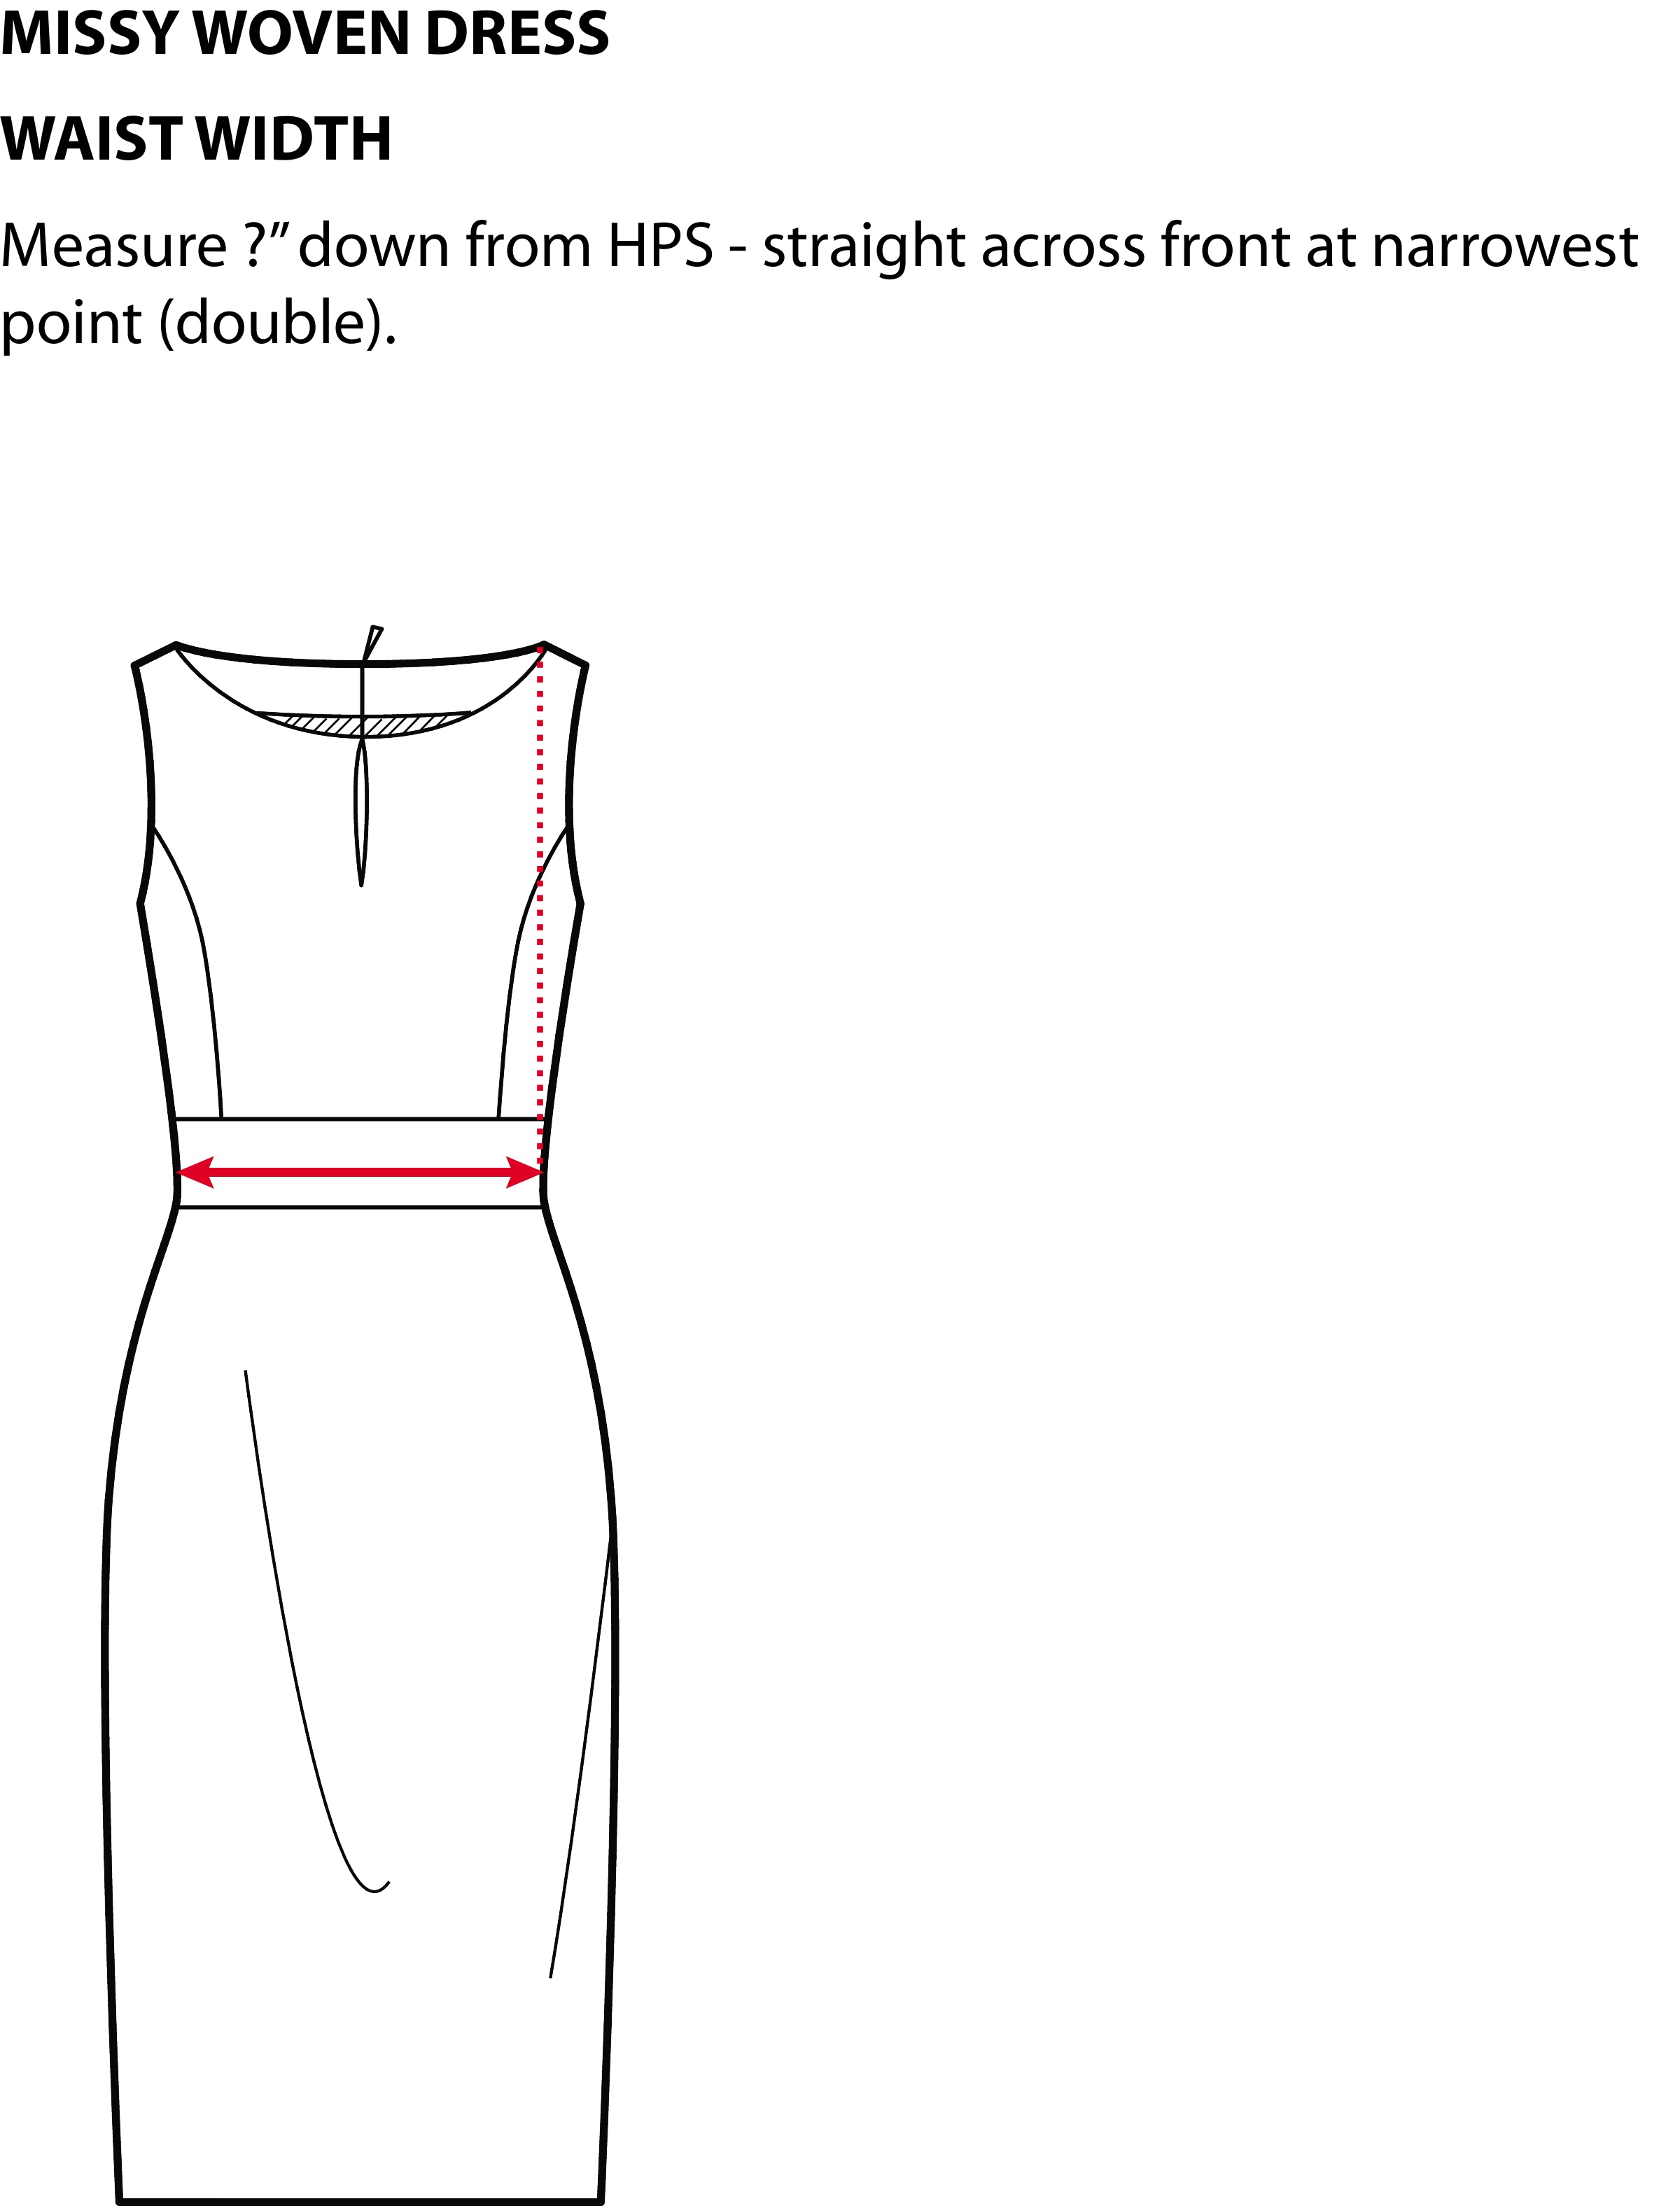 MISSY WOVEN DRESS
WAIST WIDTH
Measure ?” down from HPS - straight across front at narrowest
point (double).